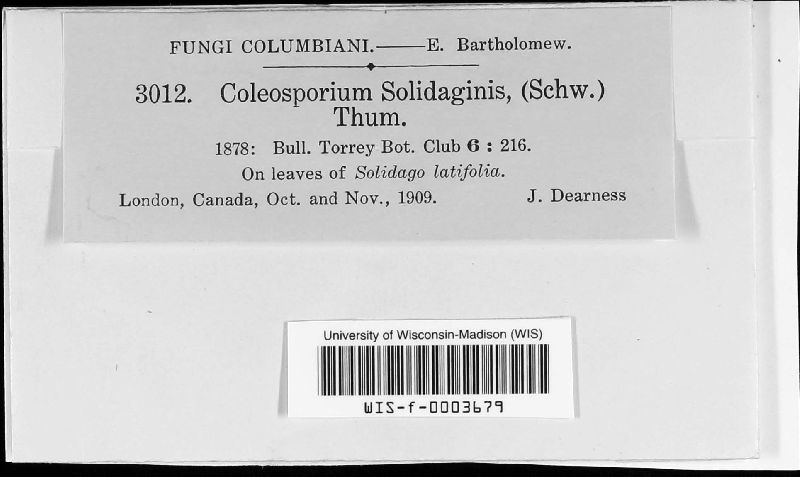 FUNGI COLUMBIANI.——E. Bartholomew.
3012. Coleosporium Solidaginis, (Schw.)
Thum.
1878: Bull. Torrey Bot. Club 6 : 216.
On leaves of Solidago latifolia.
London, Canada, Oct. and Nov., 1909. J. Dearness
University of Wisconsin-Madison (WIS)
WIS-f-0003679